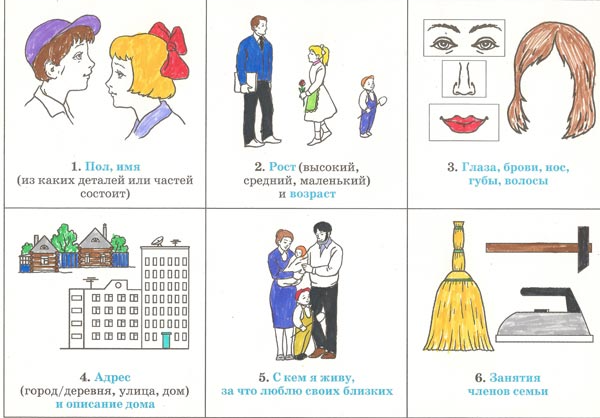 1. Пол, имя
(из каких деталей или частей
состоит)
2. Рост (высокий,
средний, маленький)
и возраст
3. Глаза, брови, нос,
губы, волосы
4. Адрес
(город/деревня, улица, дом)
и описание дома
5. С кем я живу,
за что люблю своих близких
6. Занятия
членов семьи